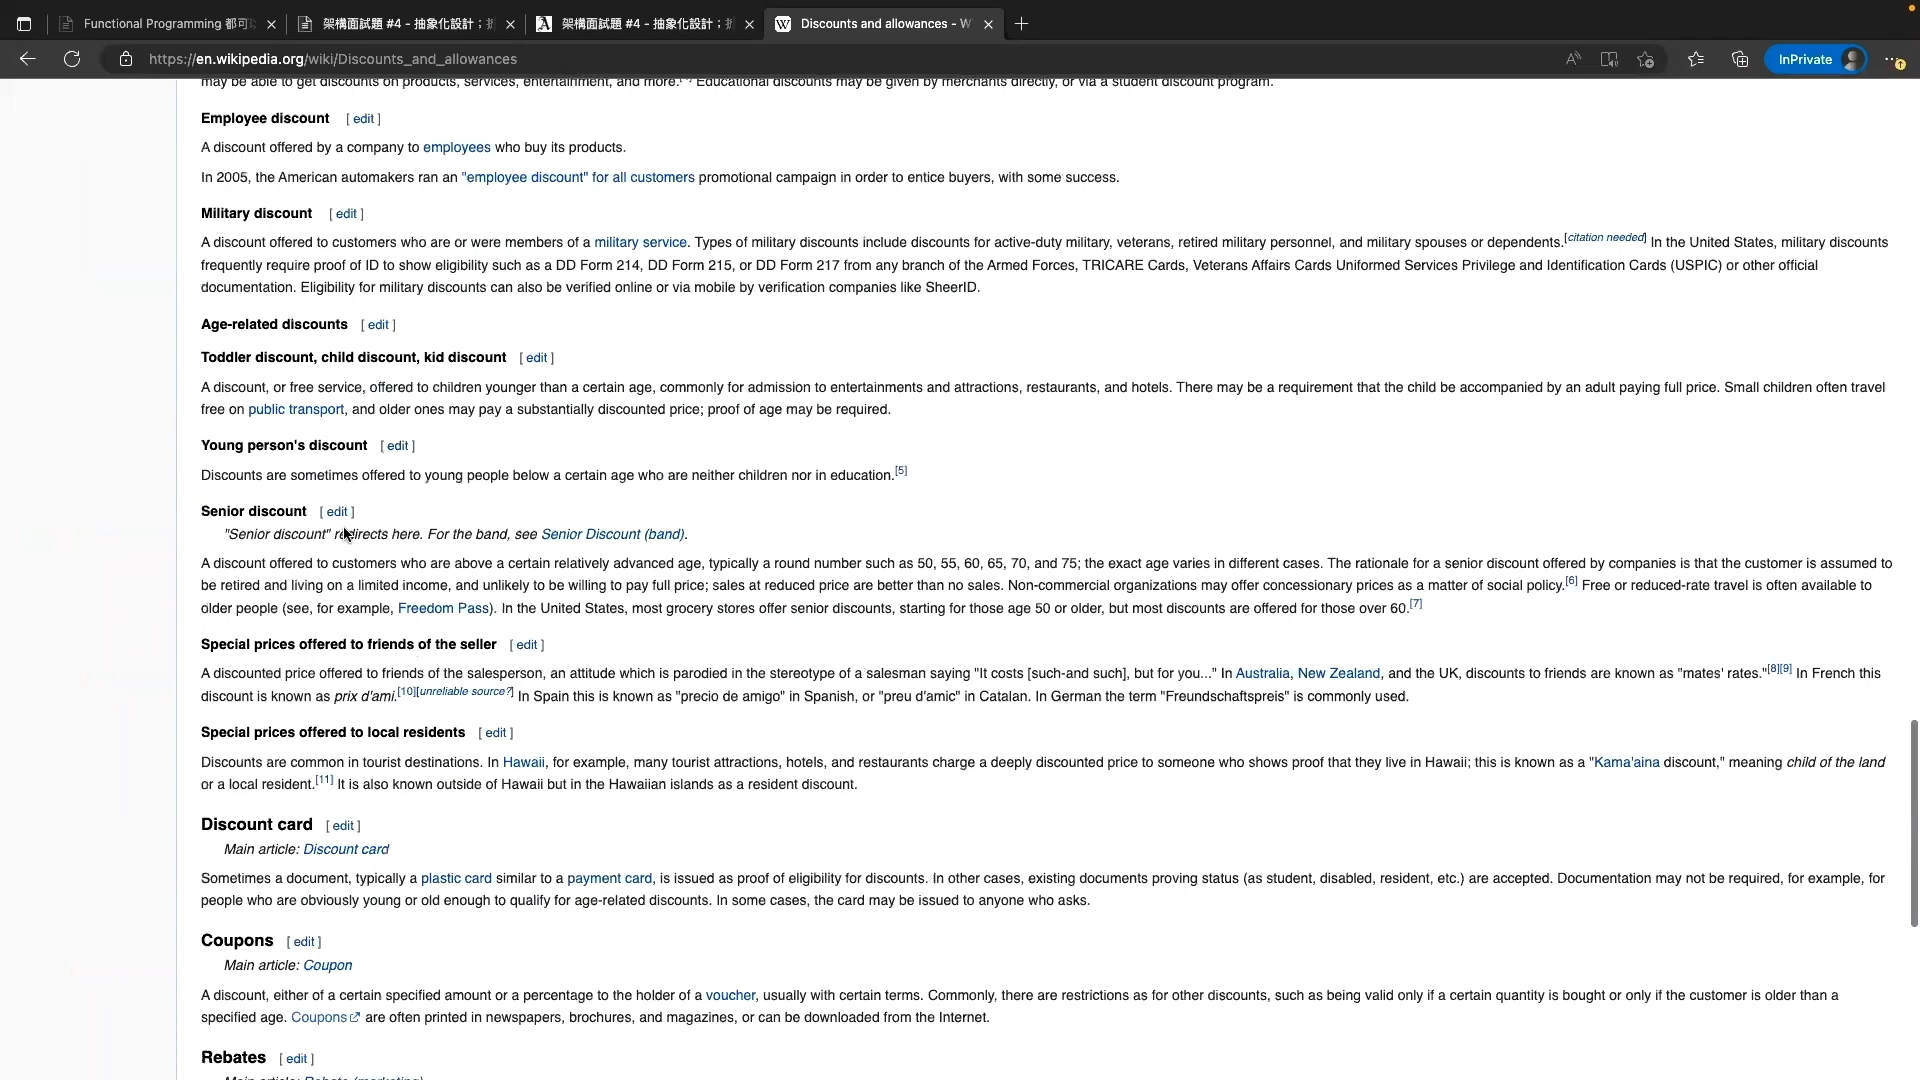 Functional Programming 都可
架構面試題 #4 - 抽象化設計；
架構面試題 #4 - 抽象化設計；
Discounts and allowances - W
https://en.wikipedia.org/wiki/Discounts_and_allowances
InPrivate
may be able to get discounts on products, services, entertainment, and more. Educational discounts may be given by merchants directly, or via a student discount program.
Employee discount [ edit ]
A discount offered by a company to employees who buy its products.
In 2005, the American automakers ran an "employee discount" for all customers promotional campaign in order to entice buyers, with some success.
Military discount [ edit ]
A discount offered to customers who are or were members of a military service. Types of military discounts include discounts for active-duty military, veterans, retired military personnel, and military spouses or dependents.[citation needed] In the United States, military discounts
frequently require proof of ID to show eligibility such as a DD Form 214, DD Form 215, or DD Form 217 from any branch of the Armed Forces, TRICARE Cards, Veterans Affairs Cards Uniformed Services Privilege and Identification Cards (USPIC) or other official
documentation. Eligibility for military discounts can also be verified online or via mobile by verification companies like SheerID.
Age-related discounts [ edit ]
Toddler discount, child discount, kid discount [ edit ]
A discount, or free service, offered to children younger than a certain age, commonly for admission to entertainments and attractions, restaurants, and hotels. There may be a requirement that the child be accompanied by an adult paying full price. Small children often travel
free on public transport, and older ones may pay a substantially discounted price; proof of age may be required.
Young person's discount [ edit ]
Discounts are sometimes offered to young people below a certain age who are neither children nor in education.[5]
Senior discount [ edit ]
"Senior discount" redirects here. For the band, see Senior Discount (band).
A discount offered to customers who are above a certain relatively advanced age, typically a round number such as 50, 55, 60, 65, 70, and 75; the exact age varies in different cases. The rationale for a senior discount offered by companies is that the customer is assumed to
be retired and living on a limited income, and unlikely to be willing to pay full price; sales at reduced price are better than no sales. Non-commercial organizations may offer concessionary prices as a matter of social policy.[6] Free or reduced-rate travel is often available to
older people (see, for example, Freedom Pass). In the United States, most grocery stores offer senior discounts, starting for those age 50 or older, but most discounts are offered for those over 60.[7]
Special prices offered to friends of the seller [ edit ]
A discounted price offered to friends of the salesperson, an attitude which is parodied in the stereotype of a salesman saying "It costs [such-and such], but for you..." In Australia, New Zealand, and the UK, discounts to friends are known as "mates' rates."[8][9] In French this
discount is known as prix d'ami.[10][unreliable source?] In Spain this is known as "precio de amigo" in Spanish, or "preu d'amic" in Catalan. In German the term "Freundschaftspreis" is commonly used.
Special prices offered to local residents [ edit ]
Discounts are common in tourist destinations. In Hawaii, for example, many tourist attractions, hotels, and restaurants charge a deeply discounted price to someone who shows proof that they live in Hawaii; this is known as a "Kama'aina discount," meaning child of the land
or a local resident.[11] It is also known outside of Hawaii but in the Hawaiian islands as a resident discount.
Discount card [ edit ]
Main article: Discount card
Sometimes a document, typically a plastic card similar to a payment card, is issued as proof of eligibility for discounts. In other cases, existing documents proving status (as student, disabled, resident, etc.) are accepted. Documentation may not be required, for example, for
people who are obviously young or old enough to qualify for age-related discounts. In some cases, the card may be issued to anyone who asks.
Coupons [ edit ]
Main article: Coupon
A discount, either of a certain specified amount or a percentage to the holder of a voucher, usually with certain terms. Commonly, there are restrictions as for other discounts, such as being valid only if a certain quantity is bought or only if the customer is older than a
specified age. Coupons are often printed in newspapers, brochures, and magazines, or can be downloaded from the Internet.
Rebates [ edit ]
Main article: Rebate (marketing)